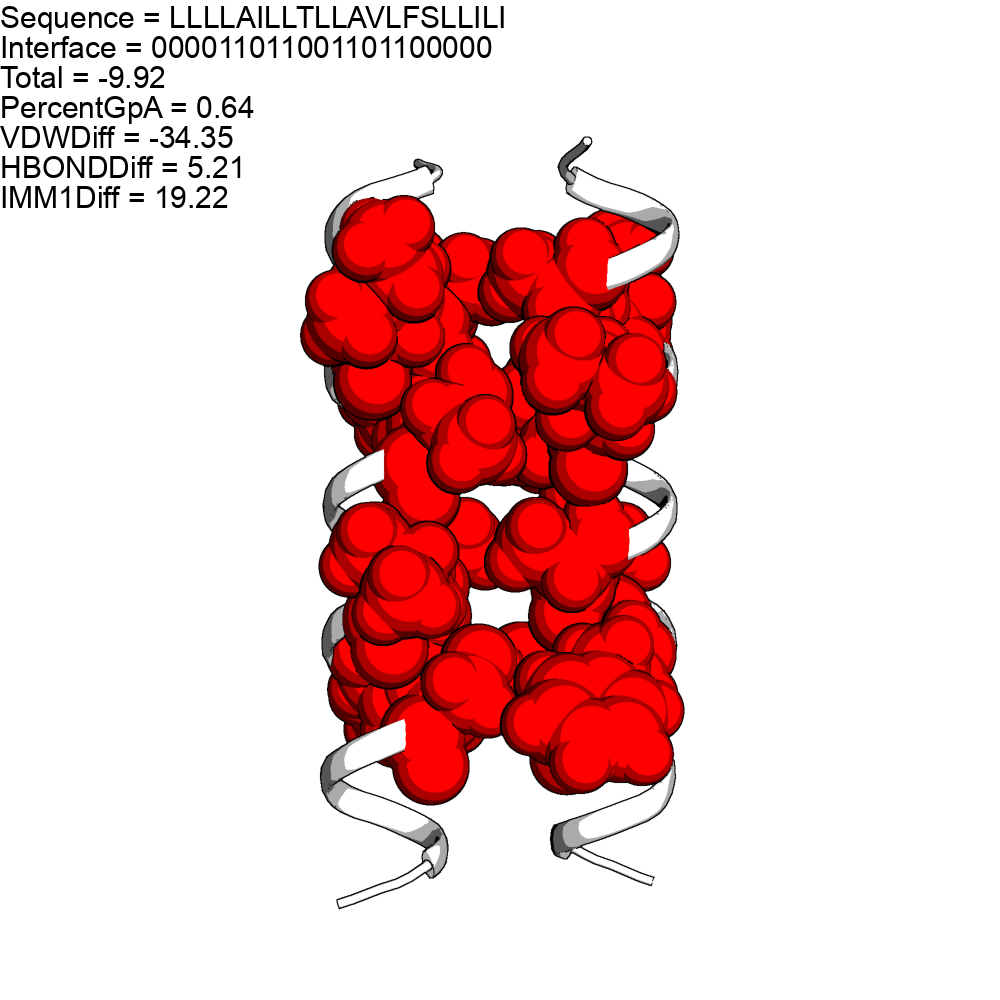 Sequence = LLLLAILLTLLAVLFSLLILI
Interface = 000011011001101100000
Total = -9.92
PercentGpA = 0.64
VDWDiff = -34.35
HBONDDiff = 5.21
IMM1Diff = 19.22